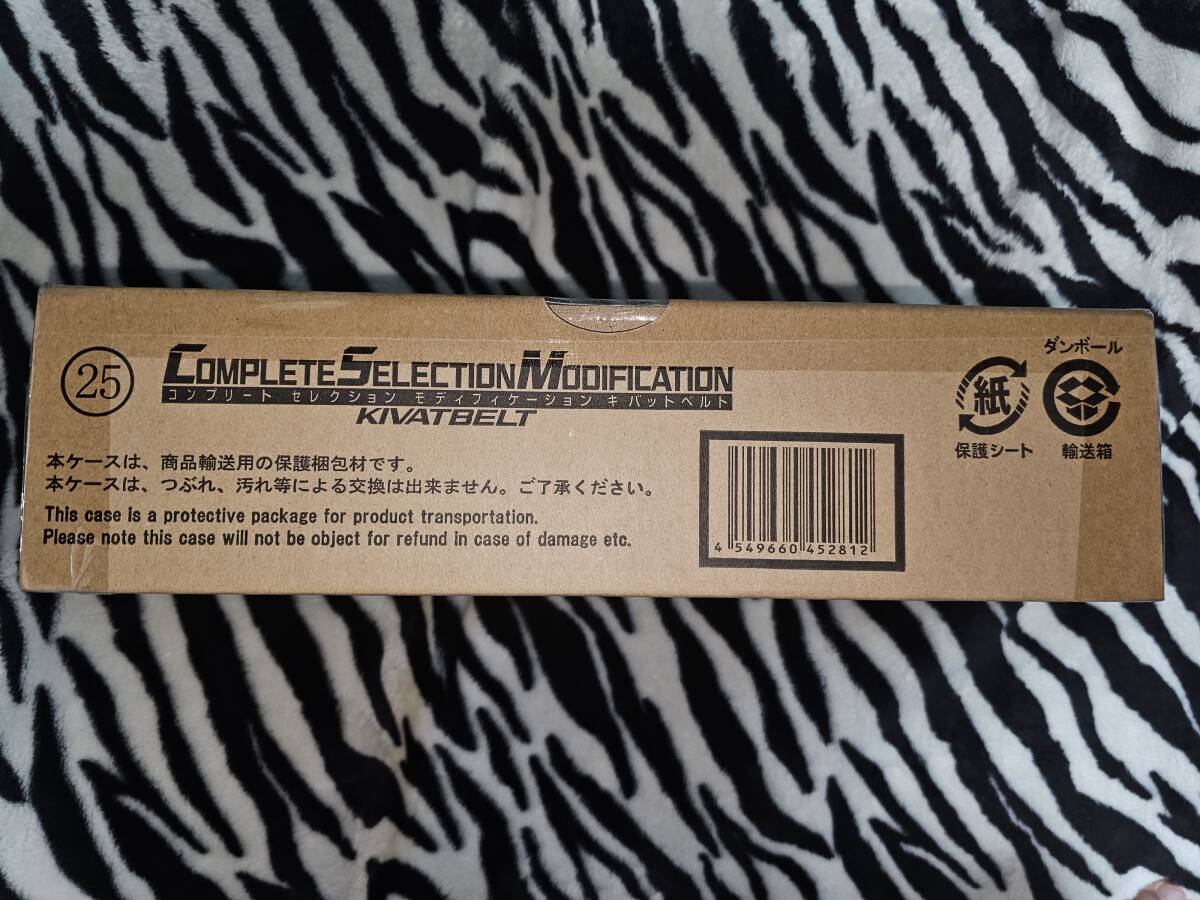 25
COMPLETE SELECTION MODIFICATION
コンプリート セレクション モディフィケーション キバットベルト
KIVATBELT
本ケースは、商品輸送用の保護梱包材です。
本ケースは、つぶれ、汚れ等による交換は出来ません。ご了承ください。
This case is a protective package for product transportation.
Please note this case will not be object for refund in case of damage etc.
4 549660 452812
紙
保護シート
ダンボール
輸送箱